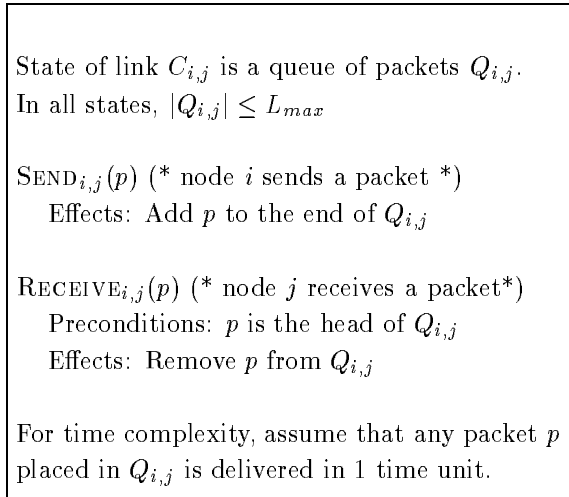 State of link C_{i,j} is a queue of packets Q_{i,j}.
In all states, |Q_{i,j}| ≤ L_{max}
SEND_{i,j}(p) (* node i sends a packet *)
Effects: Add p to the end of Q_{i,j}
RECEIVE_{i,j}(p) (* node j receives a packet*)
Preconditions: p is the head of Q_{i,j}
Effects: Remove p from Q_{i,j}
For time complexity, assume that any packet p
placed in Q_{i,j} is delivered in 1 time unit.